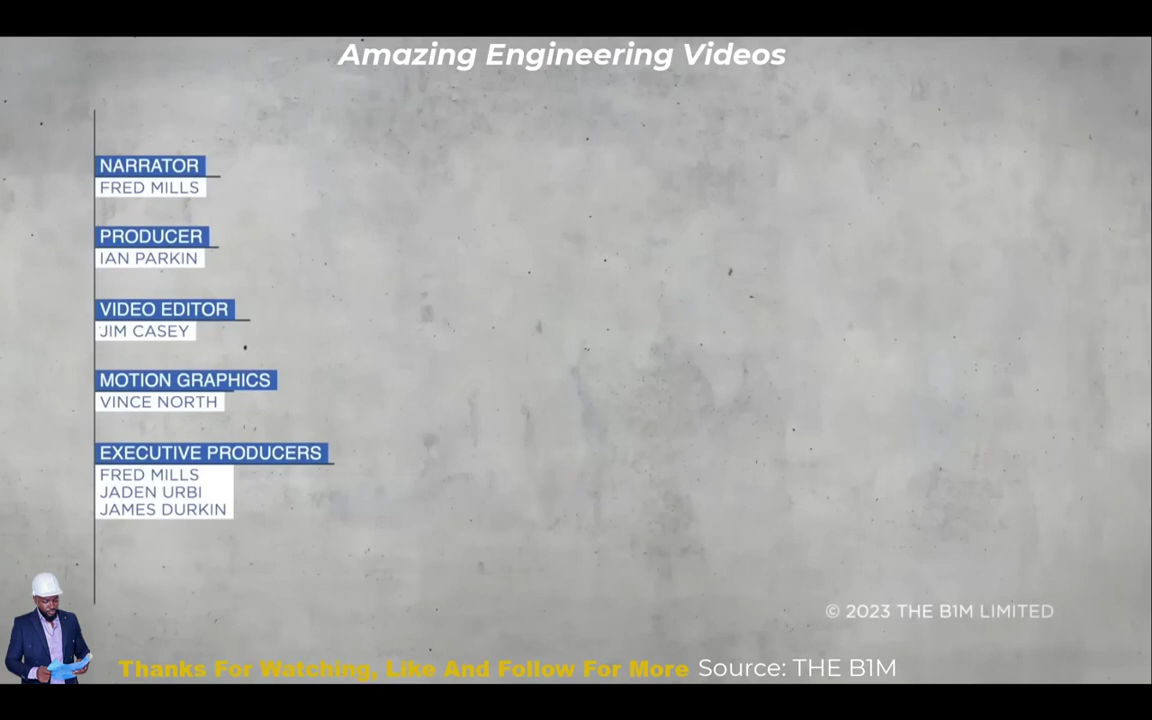 Amazing Engineering Videos
NARRATOR
FRED MILLS
PRODUCER
IAN PARKIN
VIDEO EDITOR
JIM CASEY
MOTION GRAPHICS
VINCE NORTH
EXECUTIVE PRODUCERS
FRED MILLS
JADEN URBI
JAMES DURKIN
© 2023 THE B1M LIMITED
Thanks For Watching, Like And Follow For More Source: THE B1M